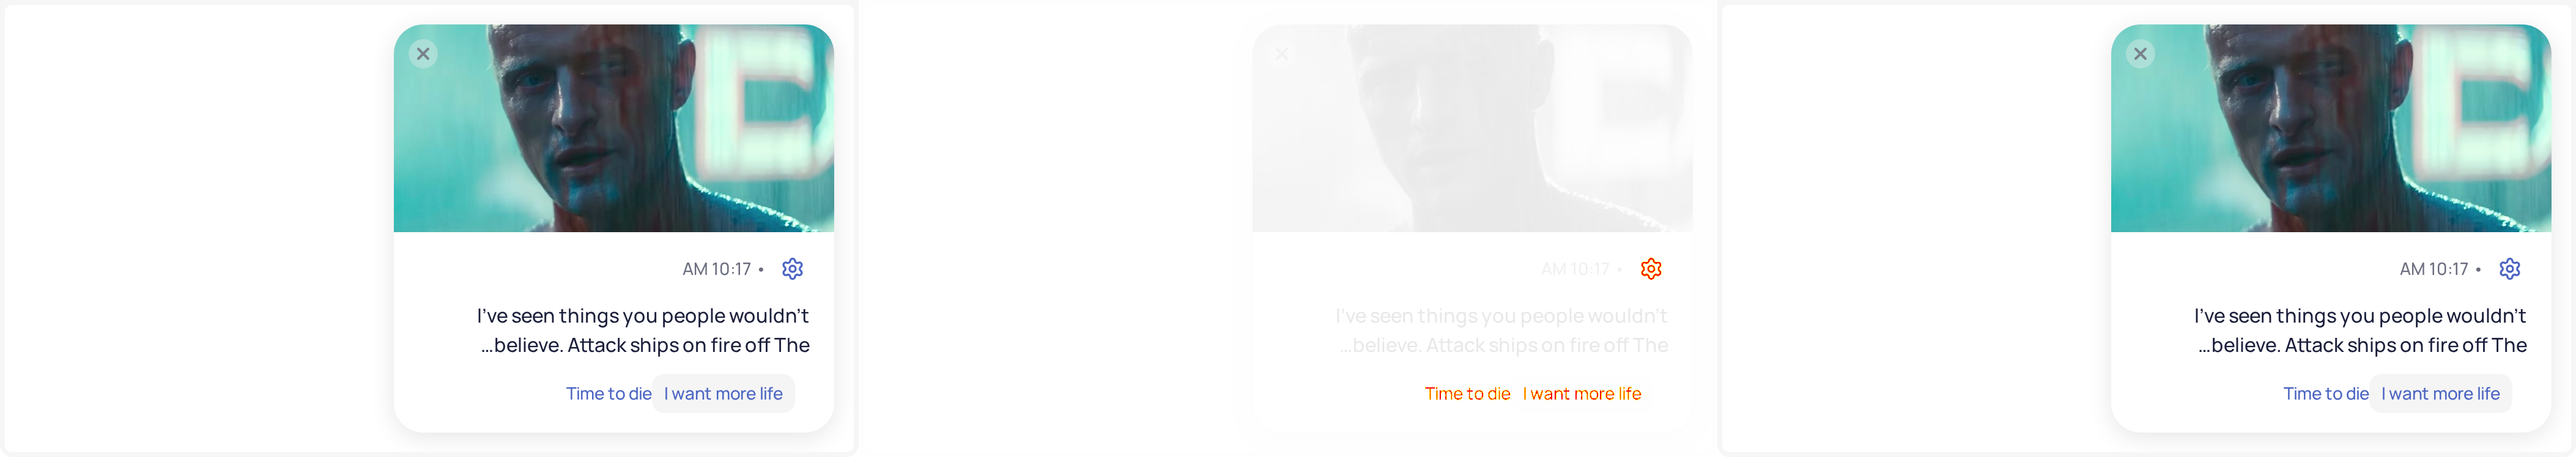 AM 10:17 •
I've seen things you people wouldn't
...believe. Attack ships on fire off The
Time to die I want more life
AM 10:17 •
I've seen things you people wouldn't
...believe. Attack ships on fire off The
Time to die I want more life
AM 10:17 •
I've seen things you people wouldn't
...believe. Attack ships on fire off The
Time to die I want more life